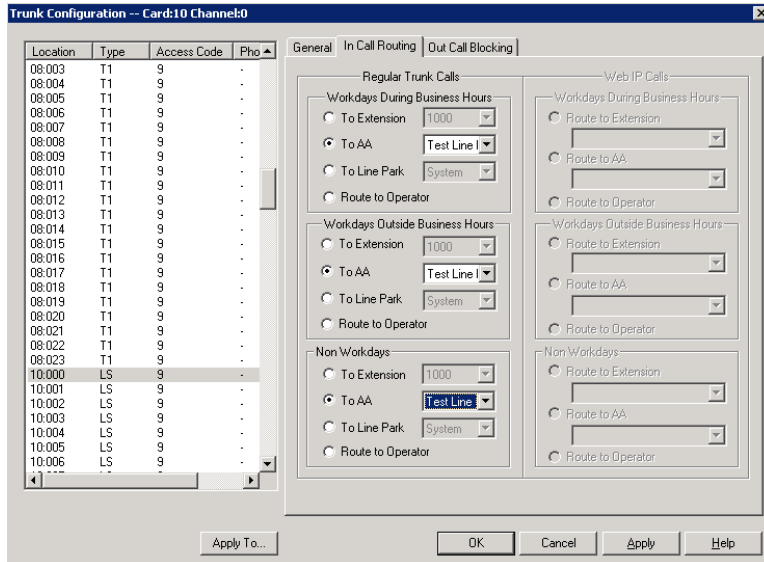 Trunk Configuration -- Card:10 Channel:0
Location Type Access Code Pho
08:003 T1 9 -
08:004 T1 9 -
08:005 T1 9 -
08:006 T1 9 -
08:007 T1 9 -
08:008 T1 9 -
08:009 T1 9 -
08:010 T1 9 -
08:011 T1 9 -
08:012 T1 9 -
08:013 T1 9 -
08:014 T1 9 -
08:015 T1 9 -
08:016 T1 9 -
08:017 T1 9 -
08:018 T1 9 -
08:019 T1 9 -
08:020 T1 9 -
08:021 T1 9 -
08:022 T1 9 -
08:023 T1 9 -
10:000 LS 9 -
10:001 LS 9 -
10:002 LS 9 -
10:003 LS 9 -
10:004 LS 9 -
10:005 LS 9 -
10:006 LS 9 -
Apply To...
General In Call Routing Out Call Blocking
Regular Trunk Calls
Workdays During Business Hours
To Extension 1000
To AA Test Line
To Line Park System
Route to Operator
Workdays Outside Business Hours
To Extension 1000
To AA Test Line
To Line Park System
Route to Operator
Non Workdays
To Extension 1000
To AA Test Line
To Line Park System
Route to Operator
Web IP Calls
Workdays During Business Hours
Route to Extension
Route to AA
Route to Operator
Workdays Outside Business Hours
Route to Extension
Route to AA
Route to Operator
Non Workdays
Route to Extension
Route to AA
Route to Operator
OK Cancel Apply Help